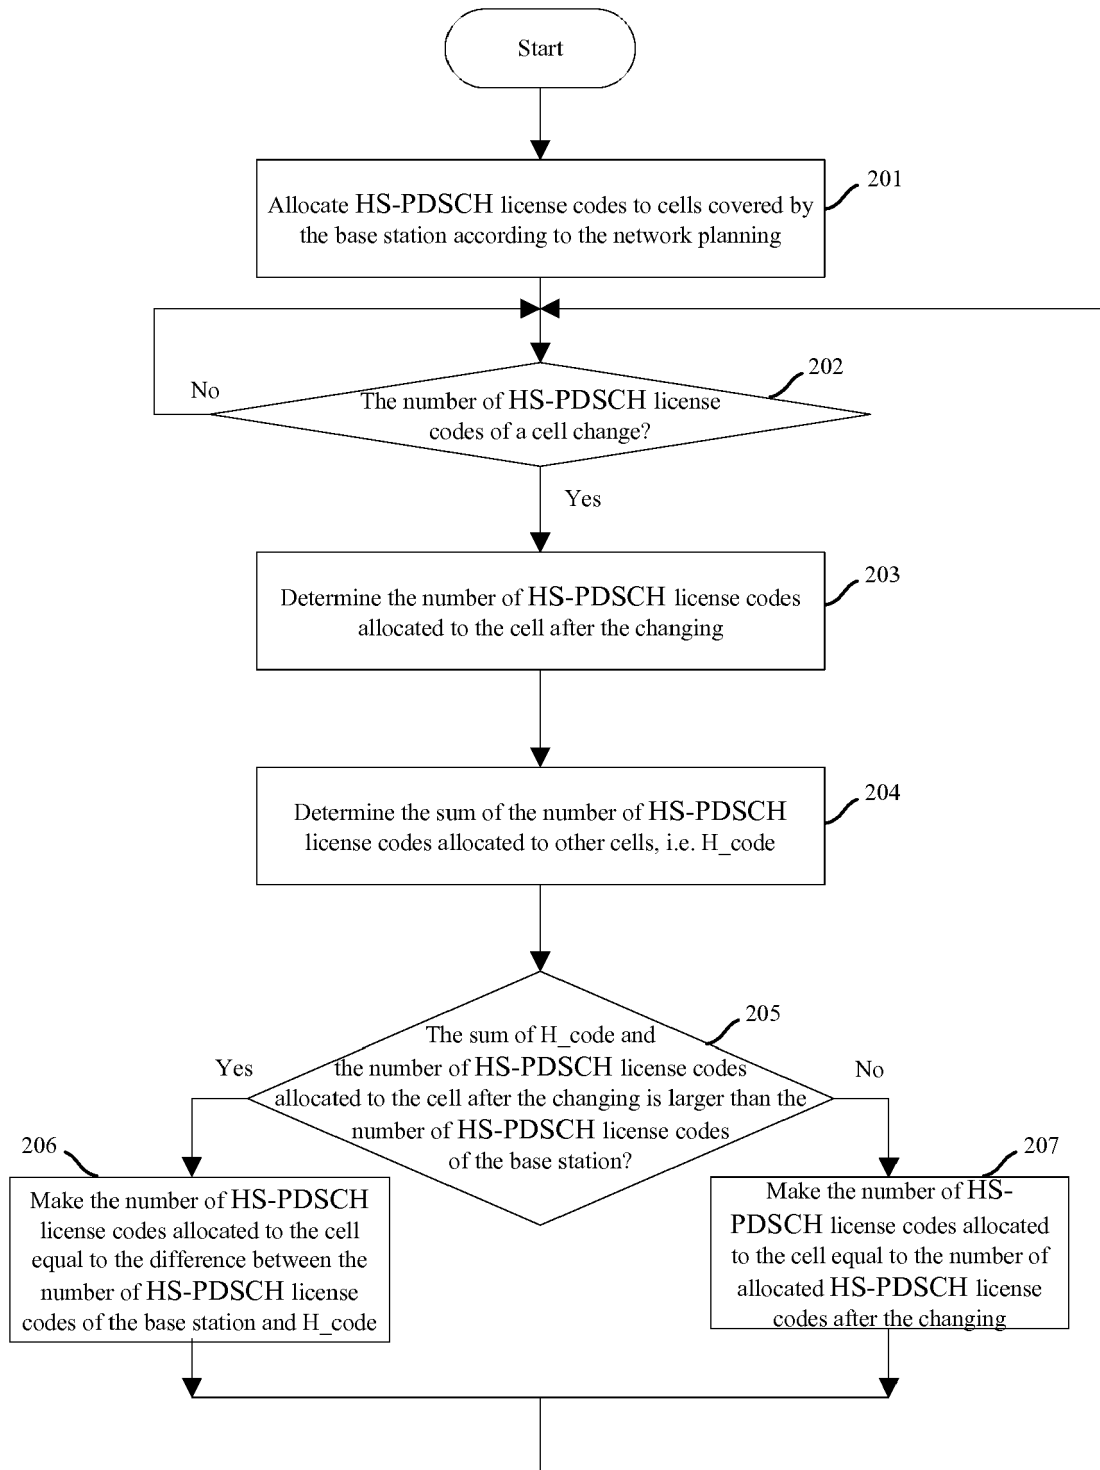 Start
201
Allocate HS-PDSCH license codes to cells covered by
the base station according to the network planning
202
No
The number of HS-PDSCH license
codes of a cell change?
Yes
203
Determine the number of HS-PDSCH license codes
allocated to the cell after the changing
204
Determine the sum of the number of HS-PDSCH
license codes allocated to other cells, i.e. H_code
205
The sum of H_code and
the number of HS-PDSCH license codes
allocated to the cell after the changing is larger than the
number of HS-PDSCH license codes
of the base station?
Yes
No
206
Make the number of HS-PDSCH
license codes allocated to the cell
equal to the difference between the
number of HS-PDSCH license
codes of the base station and H_code
207
Make the number of HS-
PDSCH license codes allocated
to the cell equal to the number of
allocated HS-PDSCH license
codes after the changing